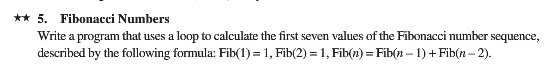 ★★ 5. Fibonacci Numbers
Write a program that uses a loop to calculate the first seven values of the Fibonacci number sequence,
described by the following formula: Fib(1) = 1, Fib(2) = 1, Fib(n) = Fib(n – 1) + Fib(n – 2).